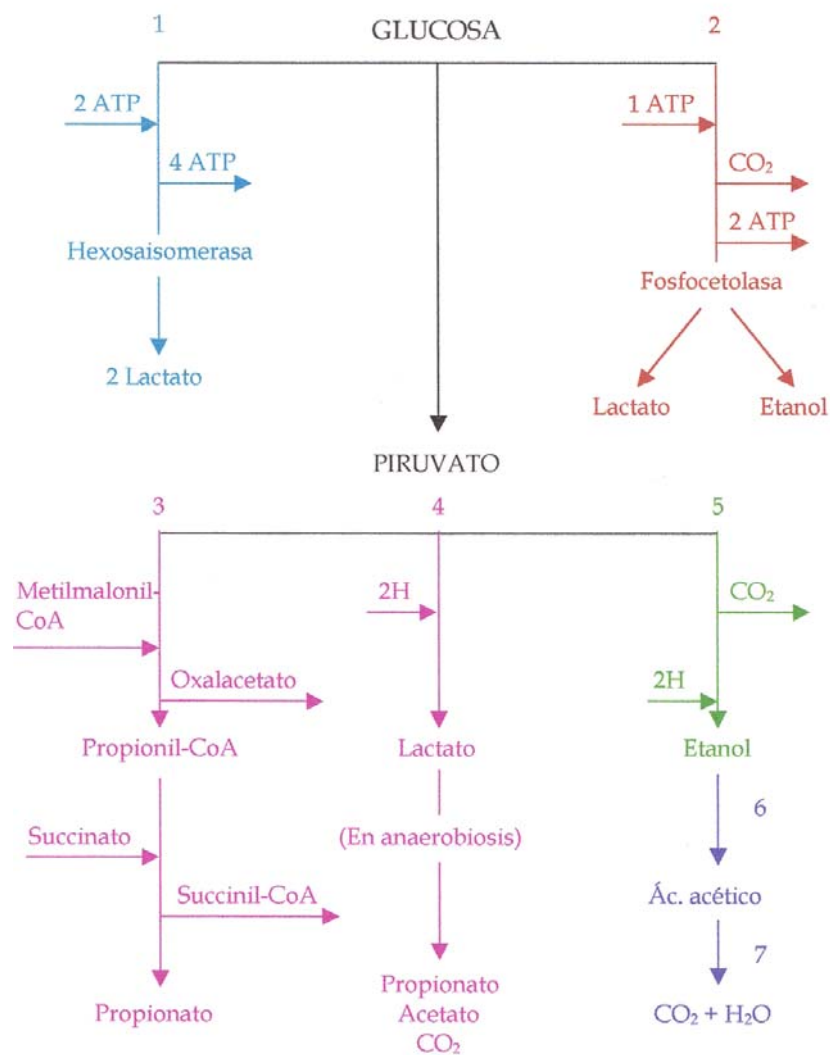 1
GLUCOSA
2
2 ATP
1 ATP
4 ATP
CO₂
2 ATP
Hexosaisomerasa
Fosfocetolasa
2 Lactato
Lactato
Etanol
PIRUVATO
3
4
5
Metilmalonil-
CoA
2H
CO₂
Oxalacetato
2H
Propionil-CoA
Lactato
Etanol
6
Succinato
(En anaerobiosis)
Succinil-CoA
Ác. acético
7
Propionato
Propionato
Acetato
CO₂
CO₂ + H₂O